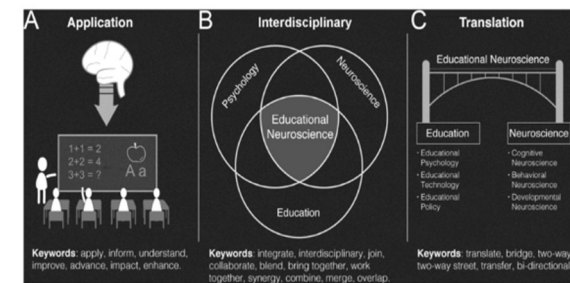 A Application
1+1=2
2+2=4
3+3=?
A a
Keywords: apply, inform, understand,
improve, advance, impact, enhance.
B Interdisciplinary
Psychology
Neuroscience
Educational
Neuroscience
Education
Keywords: integrate, interdisciplinary, join,
collaborate, blend, bring together, work
together, synergy, combine, merge, overlap.
C Translation
Educational Neuroscience
Education
· Educational
Psychology
· Educational
Technology
· Educational
Policy
Neuroscience
· Cognitive
Neuroscience
· Behavioral
Neuroscience
· Developmental
Neuroscience
Keywords: translate, bridge, two-way
two-way street, transfer, bi-directional